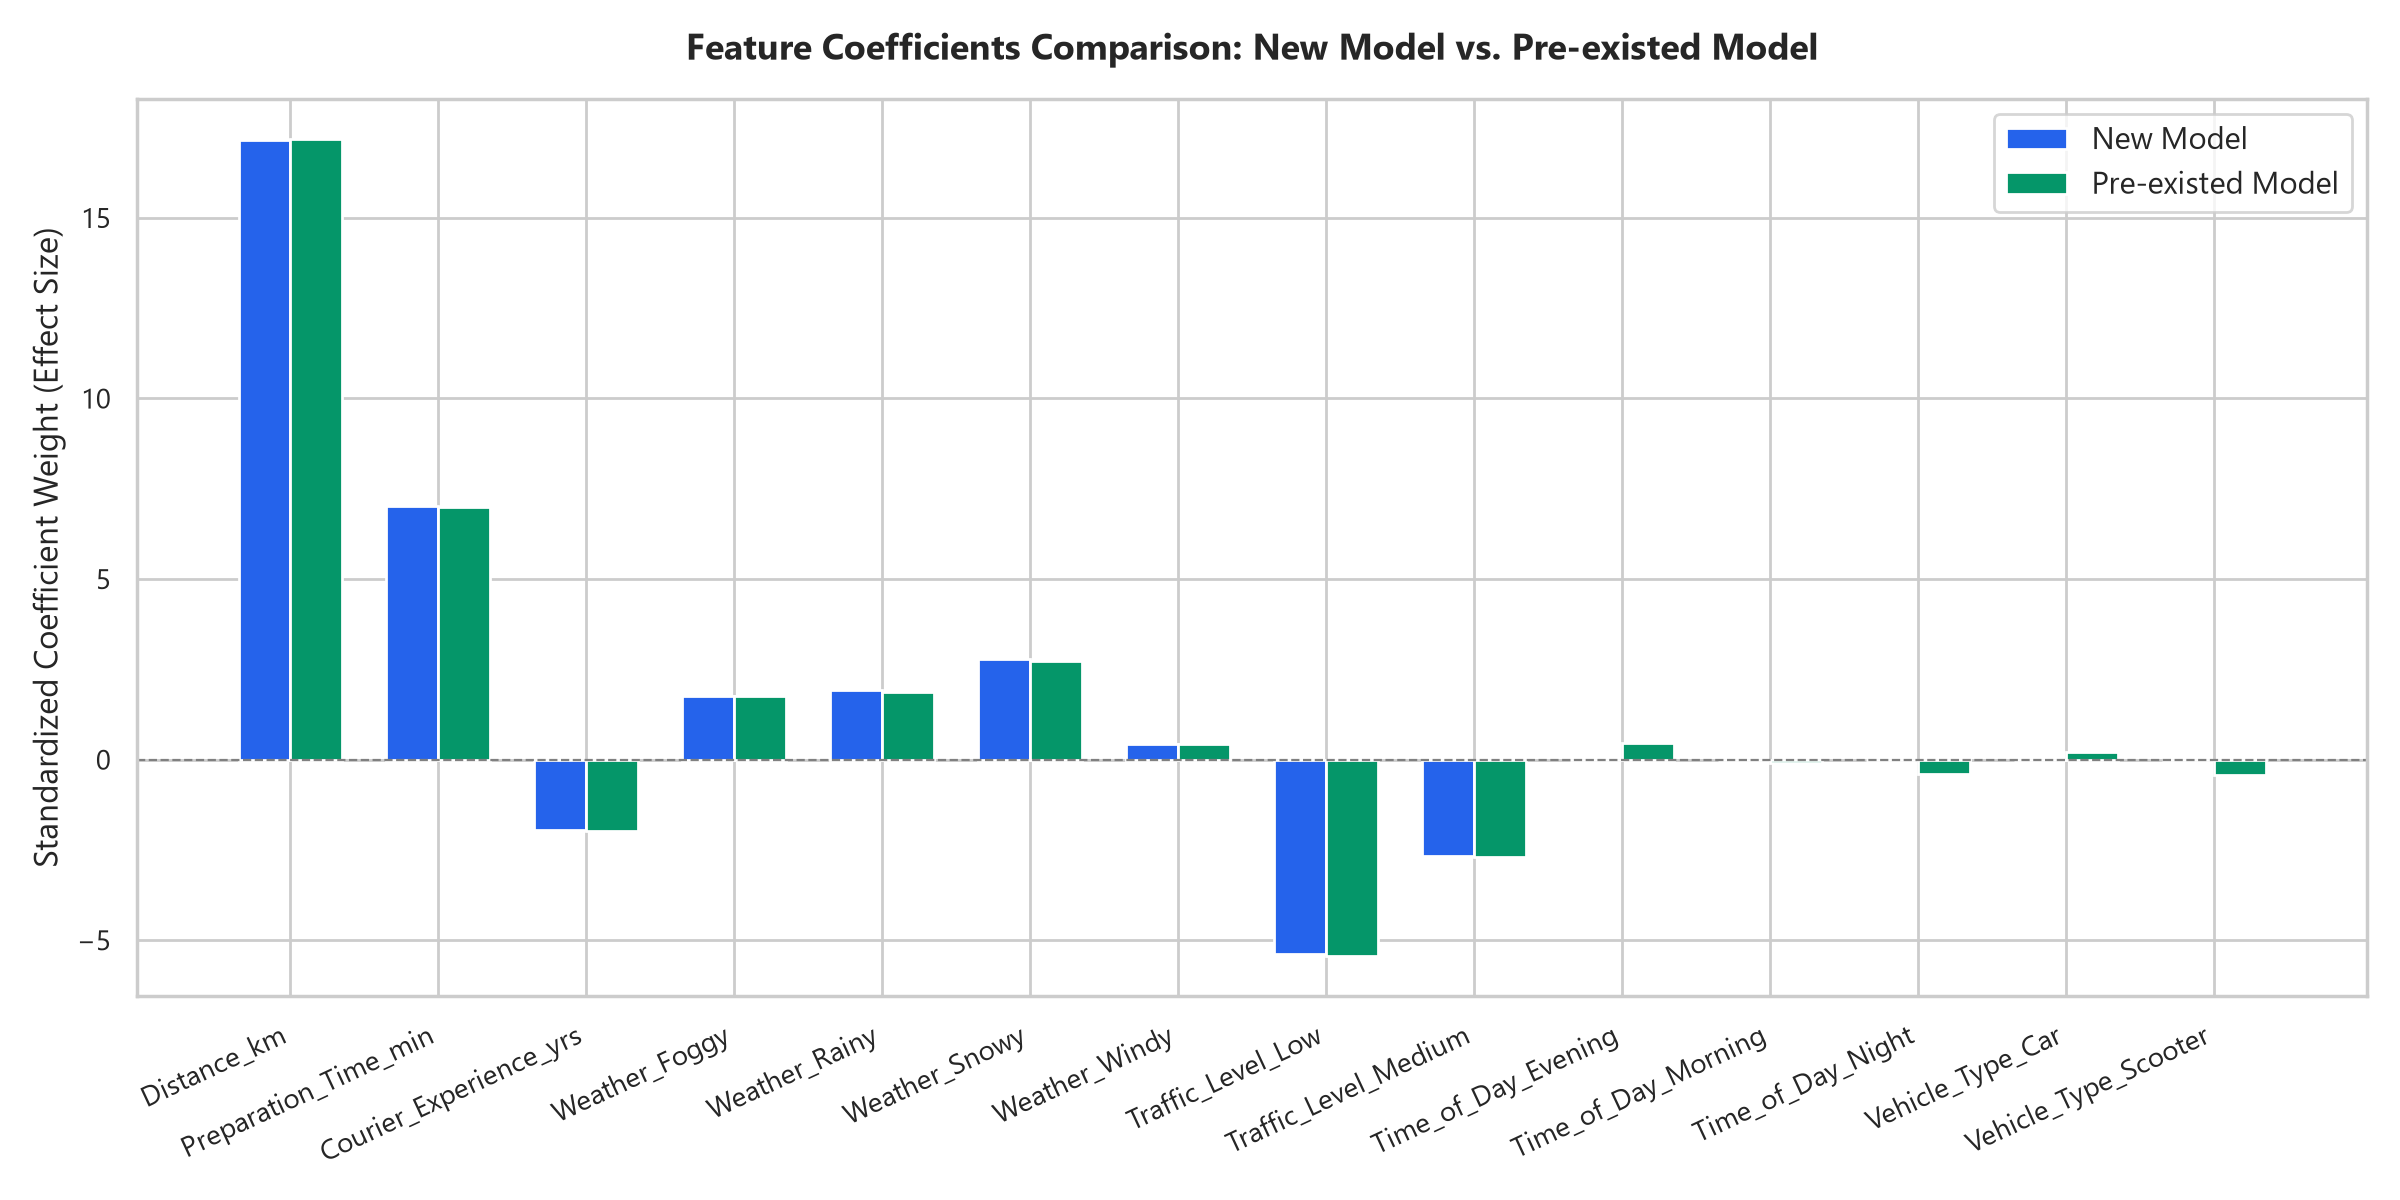 Feature Coefficients Comparison: New Model vs. Pre-existed Model
New Model
Pre-existed Model
Standardized Coefficient Weight (Effect Size)
15
10
5
0
−5
Distance_km
Preparation_Time_min
Courier_Experience_yrs
Weather_Foggy
Weather_Rainy
Weather_Snowy
Weather_Windy
Traffic_Level_Low
Traffic_Level_Medium
Time_of_Day_Evening
Time_of_Day_Morning
Time_of_Day_Night
Vehicle_Type_Car
Vehicle_Type_Scooter